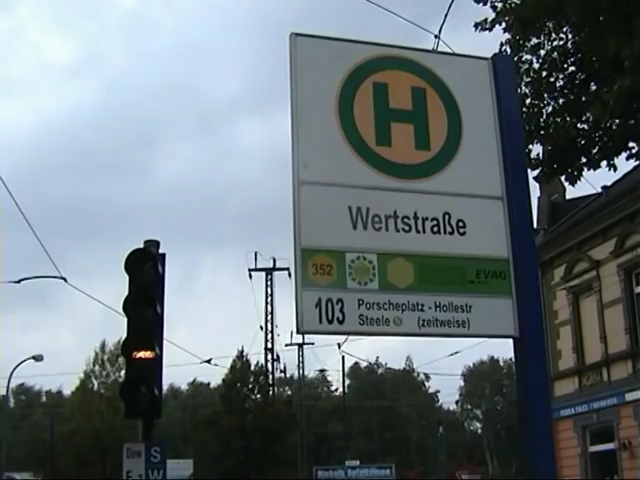 H
Wertstraße
352
EVAG
103 Porscheplatz - Hollestr
Steele S (zeitweise)
S
W